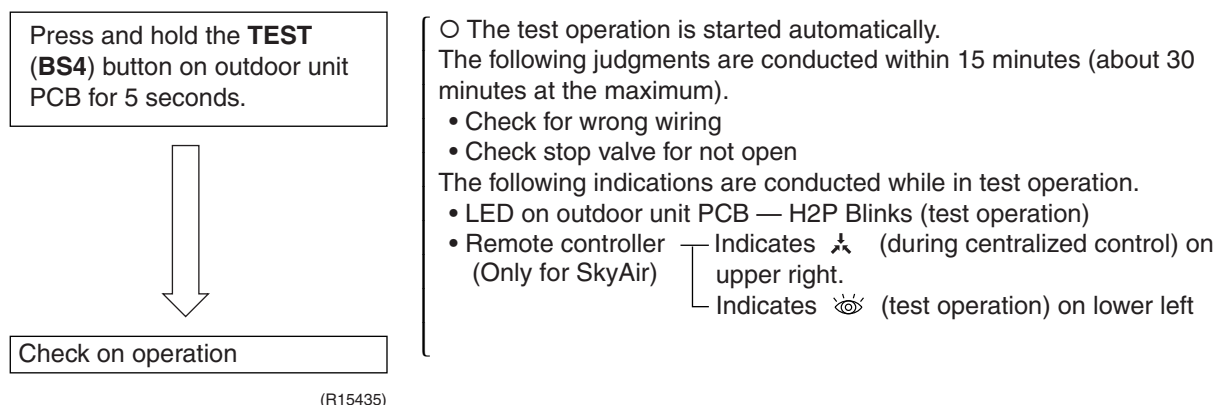 Press and hold the TEST
(BS4) button on outdoor unit
PCB for 5 seconds.
Check on operation
(R15435)
○ The test operation is started automatically.
The following judgments are conducted within 15 minutes (about 30
minutes at the maximum).
• Check for wrong wiring
• Check stop valve for not open
The following indications are conducted while in test operation.
• LED on outdoor unit PCB — H2P Blinks (test operation)
• Remote controller — Indicates (during centralized control) on
(Only for SkyAir) upper right.
Indicates (test operation) on lower left